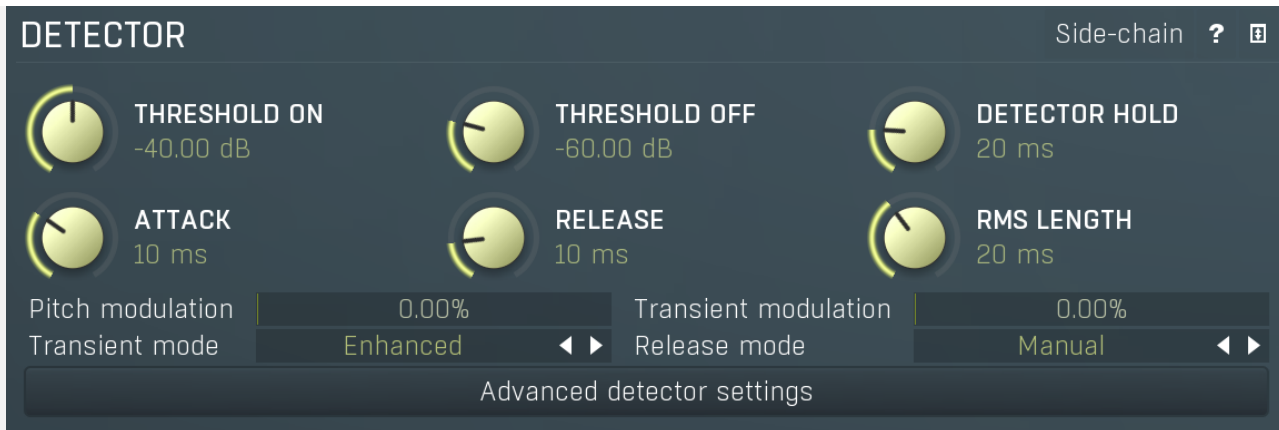 DETECTOR Side-chain ?
THRESHOLD ON THRESHOLD OFF DETECTOR HOLD
-40.00 dB -60.00 dB 20 ms
ATTACK RELEASE RMS LENGTH
10 ms 10 ms 20 ms
Pitch modulation 0.00% Transient modulation 0.00%
Transient mode Enhanced Release mode Manual
Advanced detector settings